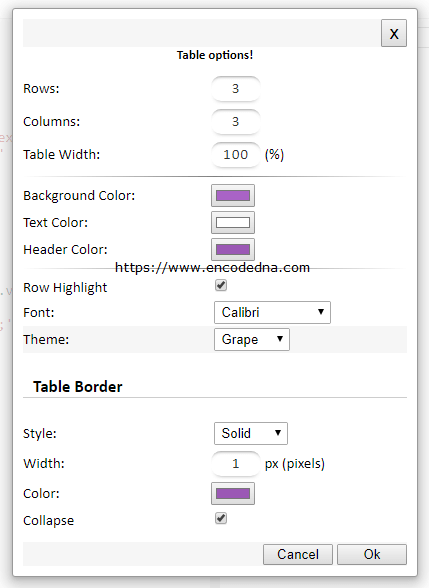 X
Table options!
Rows: 3
Columns: 3
Table Width: 100 (%)
Background Color:
Text Color:
Header Color:
https://www.encodedna.com
Row Highlight
Font: Calibri
Theme: Grape
Table Border
Style: Solid
Width: 1 px (pixels)
Color:
Collapse
Cancel Ok